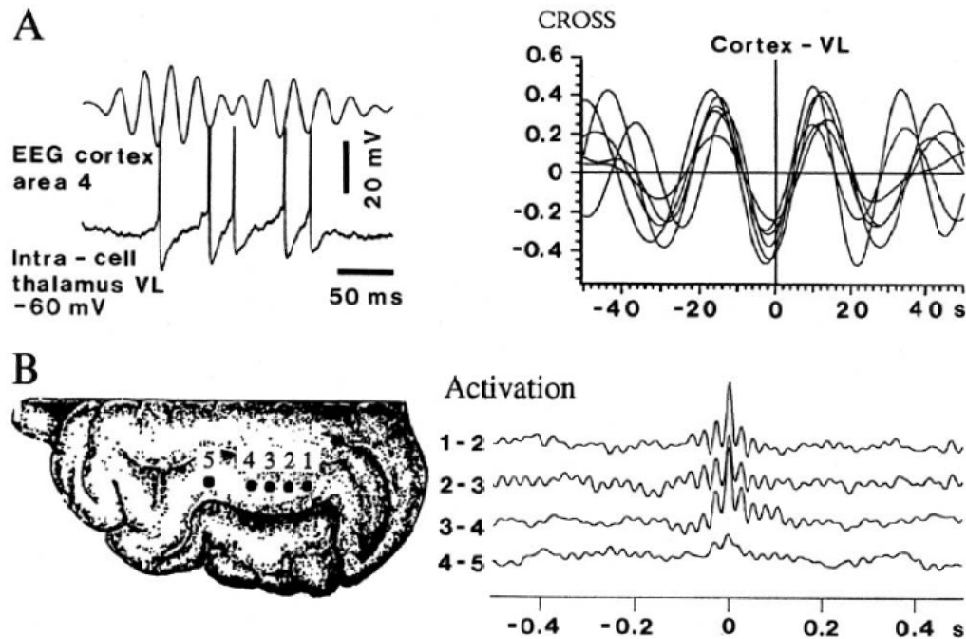 A
EEG cortex
area 4
20 mV
Intra - cell
thalamus VL
-60 mV
50 ms
CROSS
Cortex - VL
0.6
0.4
0.2
0
-0.2
-0.4
-40 -20 0 20 40 s
B
5 4 3 2 1
Activation
1 - 2
2 - 3
3 - 4
4 - 5
-0.4 -0.2 0 0.2 0.4 s